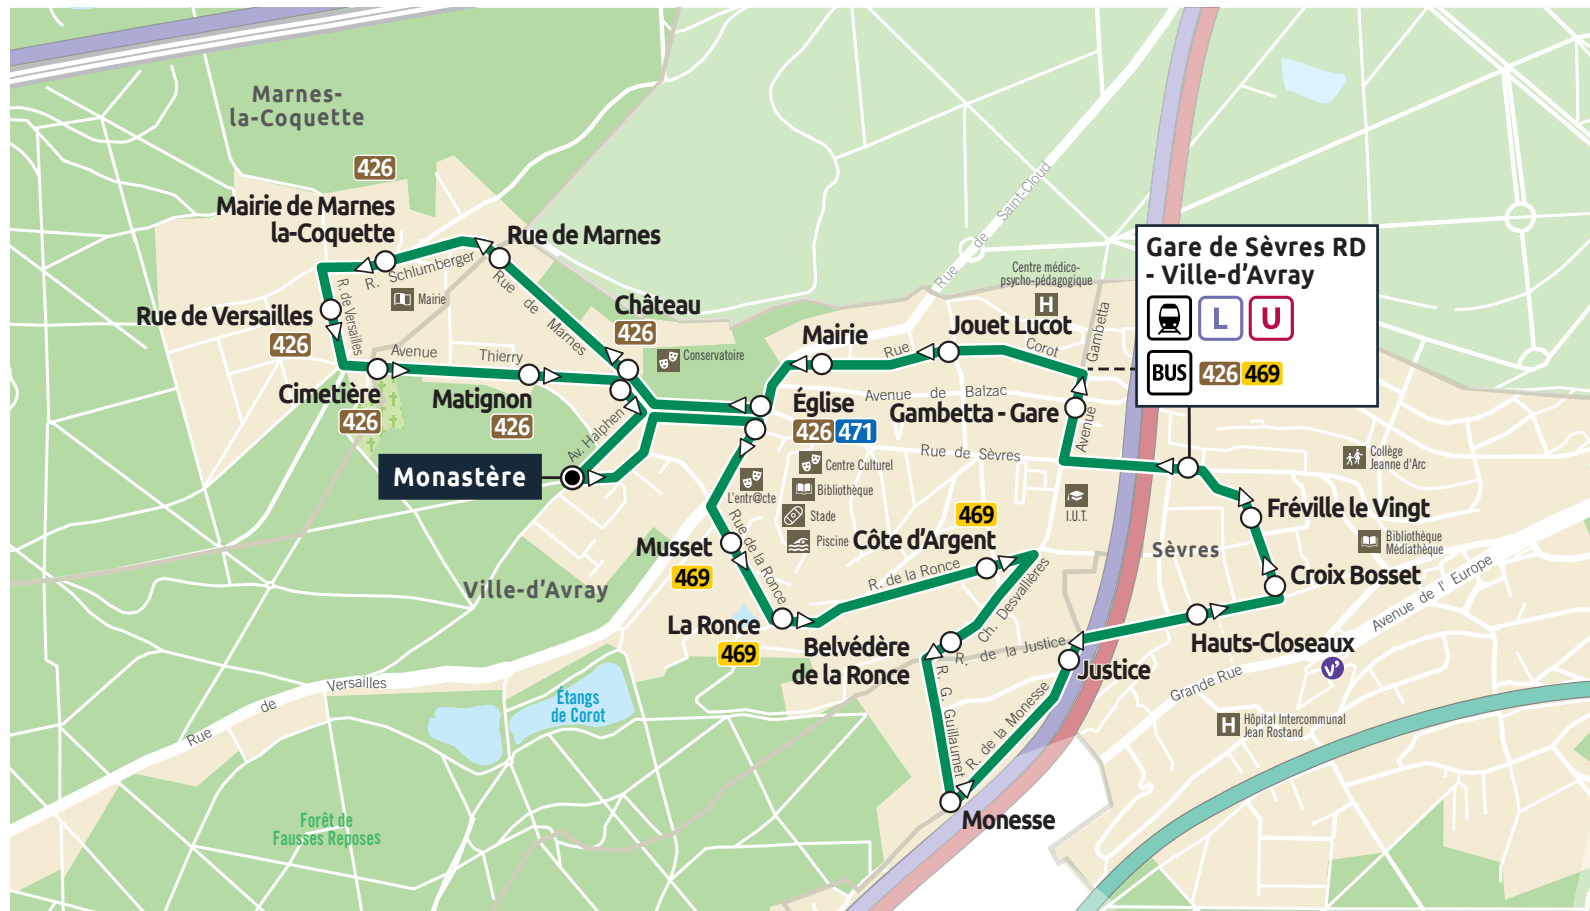 Marnes-
la-Coquette
426
Mairie de Marnes
la-Coquette
Rue de Marnes
R. Schlumberger
Mairie
R. de Versailles
Rue de Marnes
Rue de Versailles
426
Château
426
Conservatoire
Avenue Thierry
Cimetière
426
Matignon
426
Av. Halphen
Monastère
Mairie
Rue Corot
Jouet Lucot
Centre médico-
psycho-pédagogique
H
Rue de Saint-Cloud
Avenue Gambetta
Gare de Sèvres RD
- Ville-d'Avray
L
U
BUS
426 469
Église
426 471
Avenue de Balzac
Gambetta - Gare
Rue de Sèvres
Centre Culturel
Bibliothèque
L'entr@cte
Stade
Piscine
I.U.T.
Collège
Jeanne d'Arc
Fréville le Vingt
Bibliothèque
Médiathèque
Sèvres
Croix Bosset
Avenue de l' Europe
Musset
469
Rue de la Ronce
469
Côte d'Argent
R. de la Ronce
Ch. Desvallières
Ville-d'Avray
La Ronce
469
Belvédère
de la Ronce
R. de la Justice
Justice
Hauts-Closeaux
Grande Rue
R. G. Guillaumet
R. de la Monesse
Monesse
H
Hôpital Intercommunal
Jean Rostand
Rue de Versailles
Étangs
de Corot
Forêt de
Fausses Reposes